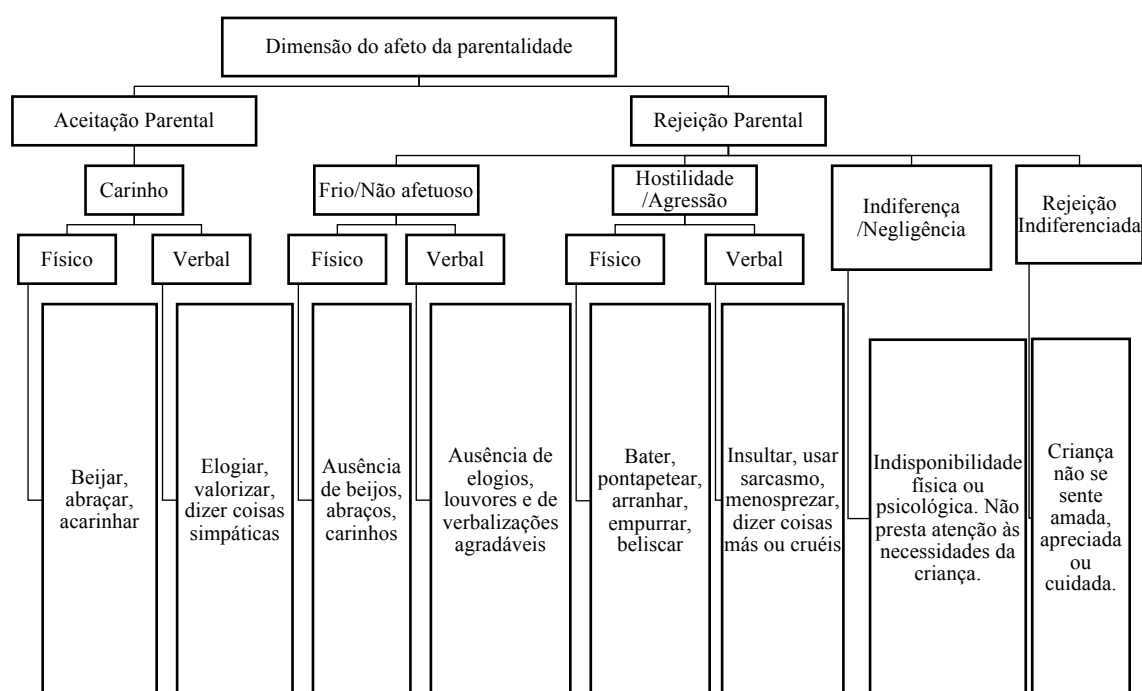 Dimensão do afeto da parentalidade
Aceitação Parental
Rejeição Parental
Carinho
Frio/Não afetuoso
Hostilidade
/Agressão
Indiferença
/Negligência
Rejeição
Indiferenciada
Físico
Verbal
Físico
Verbal
Físico
Verbal
Beijar,
abraçar,
acarinhar
Elogiar,
valorizar,
dizer coisas
simpáticas
Ausência
de beijos,
abraços,
carinhos
Ausência de
elogios,
louvores e de
verbalizações
agradáveis
Bater,
pontapetear,
arranhar,
empurrar,
beliscar
Insultar, usar
sarcasmo,
menosprezar,
dizer coisas
más ou cruéis
Indisponibilidade
física ou
psicológica. Não
presta atenção às
necessidades da
criança.
Criança
não se
sente
amada,
apreciada
ou
cuidada.